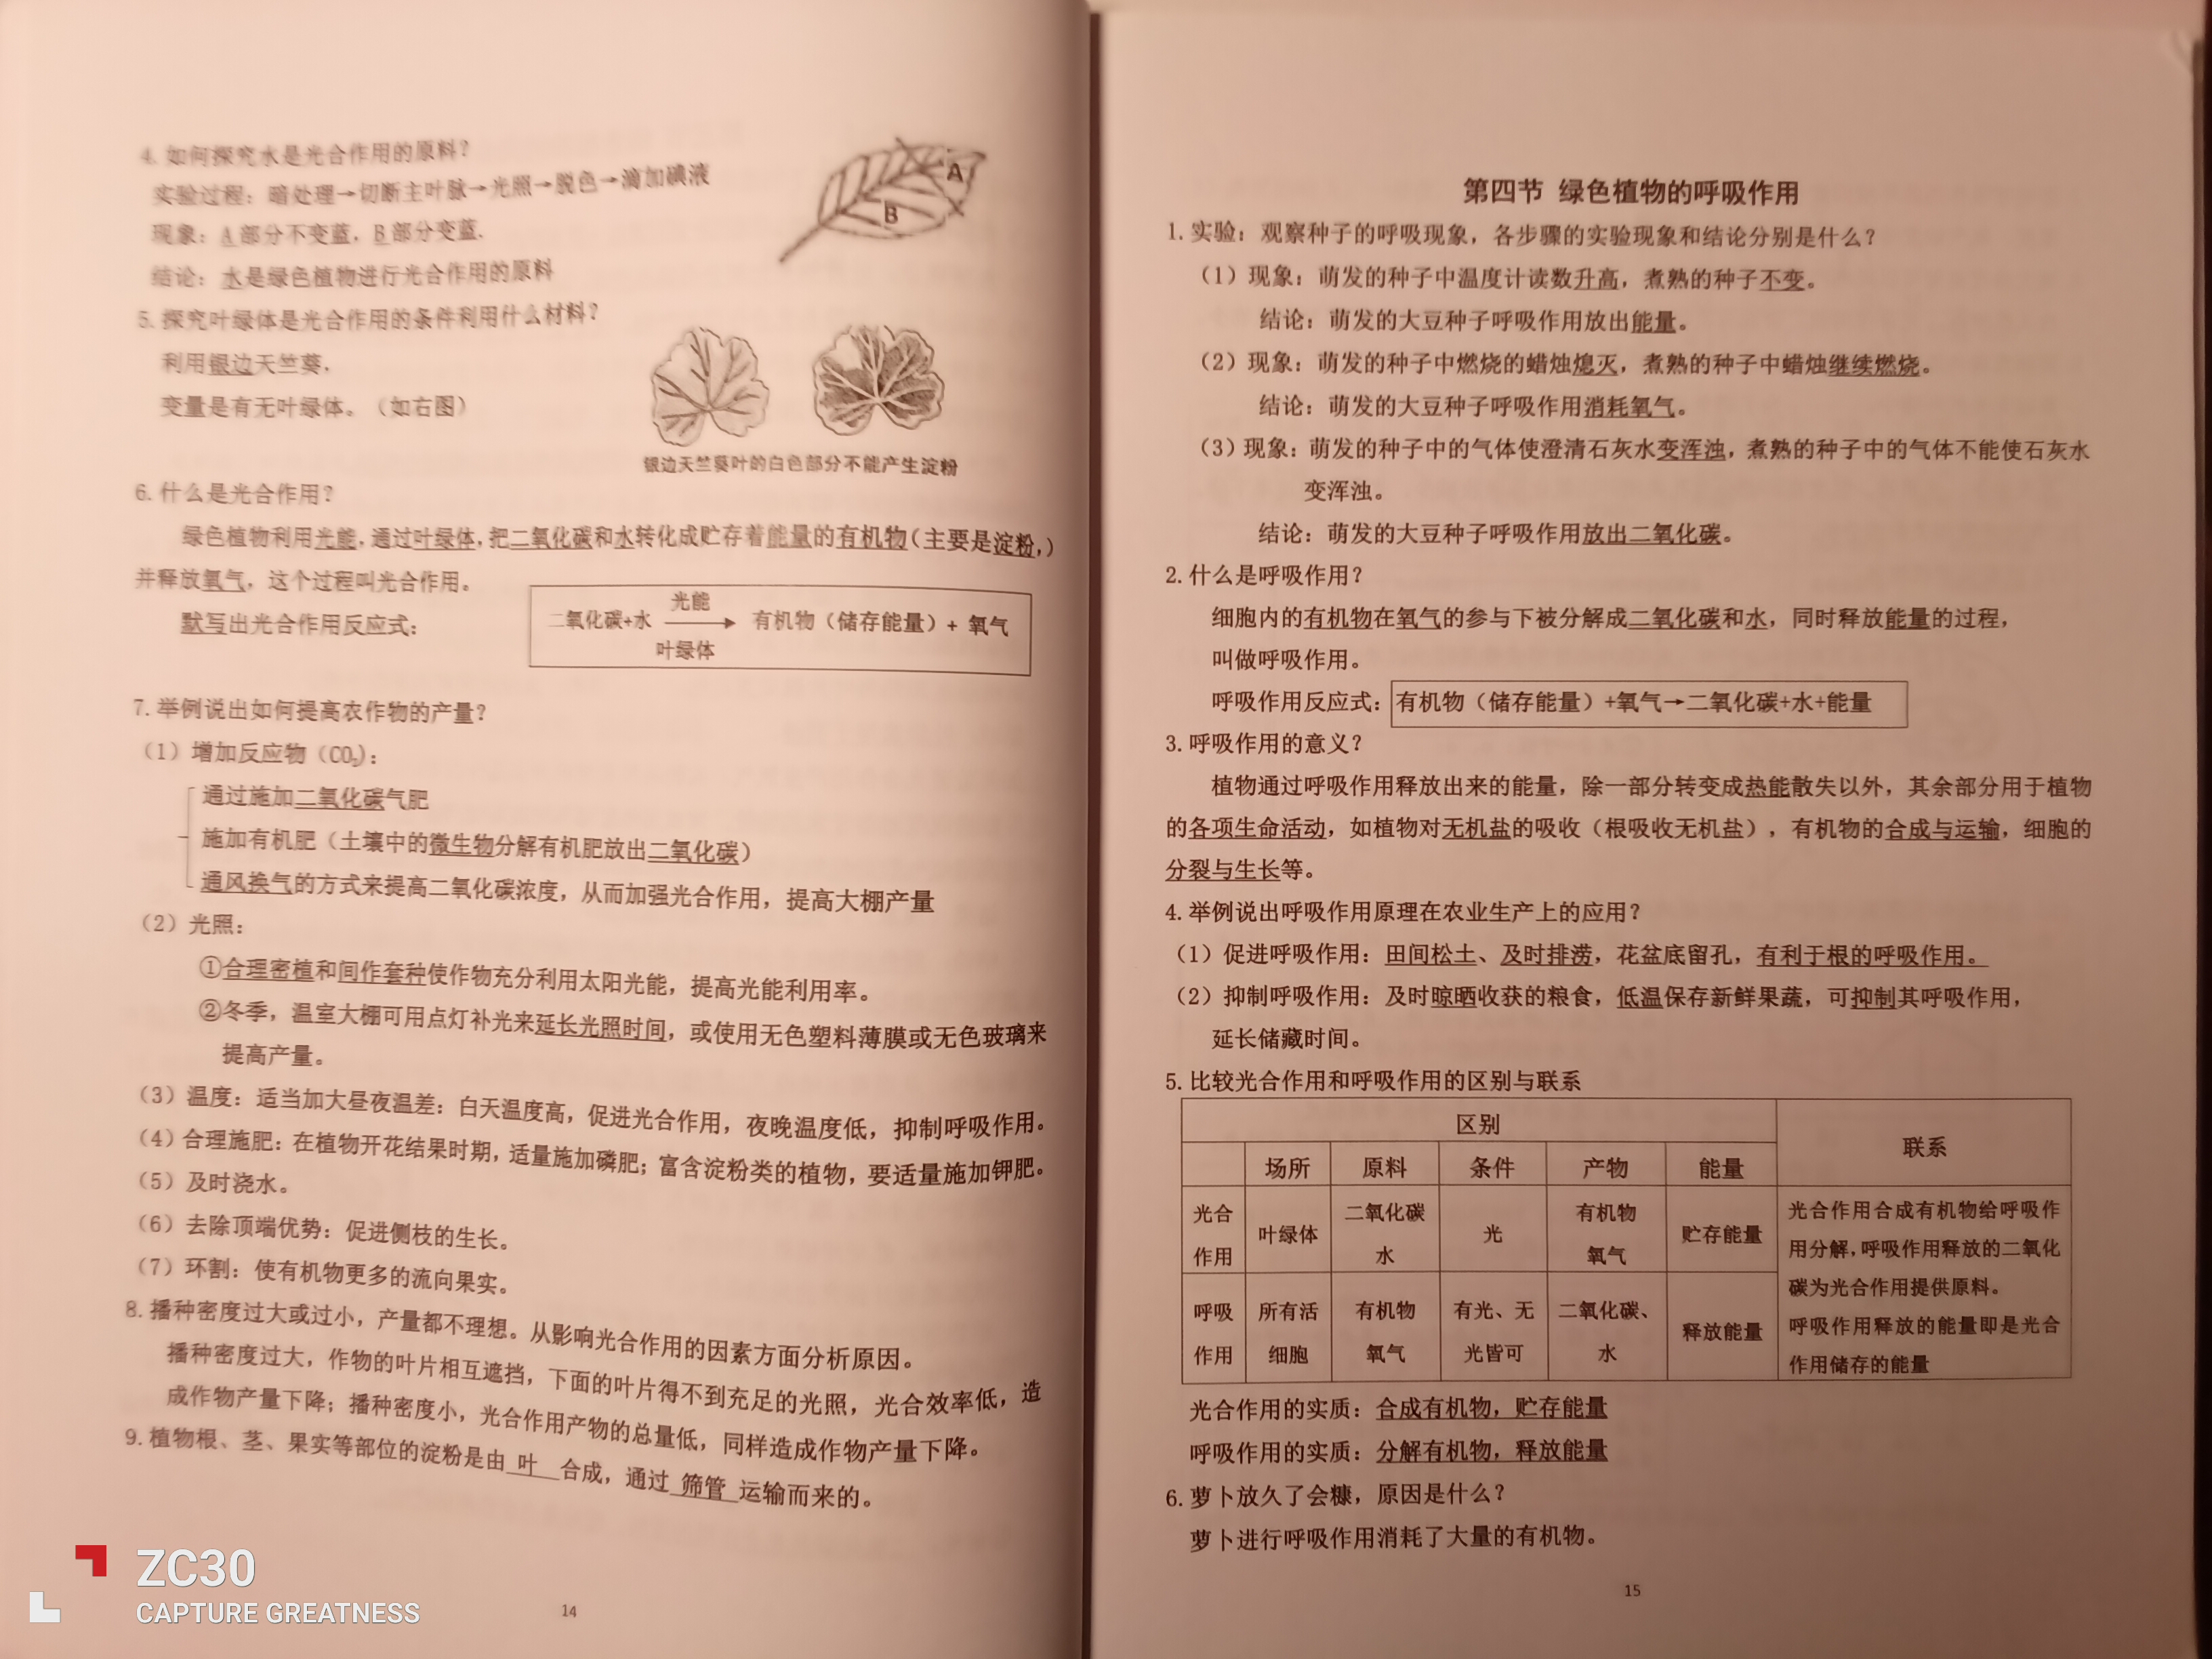 4. 如何探究水是光合作用的原料？
实验过程：暗处理→切断主叶脉→光照→脱色→滴加碘液
现象：A 部分不变蓝，B 部分变蓝.
结论：水是绿色植物进行光合作用的原料
A
B
5. 探究叶绿体是光合作用的条件利用什么材料？
利用银边天竺葵.
变量是有无叶绿体。（如右图）
银边天竺葵叶的白色部分不能产生淀粉
6. 什么是光合作用？
绿色植物利用光能, 通过叶绿体, 把二氧化碳和水转化成贮存着能量的有机物（主要是淀粉,）
并释放氧气，这个过程叫光合作用。
默写出光合作用反应式：
光能
二氧化碳+水 → 有机物（储存能量）+ 氧气
叶绿体
7. 举例说出如何提高农作物的产量？
（1）增加反应物（CO₂）：
通过施加二氧化碳气肥
施加有机肥（土壤中的微生物分解有机肥放出二氧化碳）
通风换气的方式来提高二氧化碳浓度，从而加强光合作用，提高大棚产量
（2）光照：
①合理密植和间作套种使作物充分利用太阳光能，提高光能利用率。
②冬季，温室大棚可用点灯补光来延长光照时间，或使用无色塑料薄膜或无色玻璃来
提高产量。
（3）温度：适当加大昼夜温差：白天温度高，促进光合作用，夜晚温度低，抑制呼吸作用。
（4）合理施肥：在植物开花结果时期, 适量施加磷肥；富含淀粉类的植物，要适量施加钾肥。
（5）及时浇水。
（6）去除顶端优势：促进侧枝的生长。
（7）环割：使有机物更多的流向果实。
8. 播种密度过大或过小，产量都不理想。从影响光合作用的因素方面分析原因。
播种密度过大，作物的叶片相互遮挡，下面的叶片得不到充足的光照，光合效率低，造
成作物产量下降；播种密度小，光合作用产物的总量低，同样造成作物产量下降。
9. 植物根、茎、果实等部位的淀粉是由 叶 合成，通过 筛管 运输而来的。
14
ZC30
CAPTURE GREATNESS
第四节 绿色植物的呼吸作用
1. 实验：观察种子的呼吸现象，各步骤的实验现象和结论分别是什么？
（1）现象：萌发的种子中温度计读数升高，煮熟的种子不变。
结论：萌发的大豆种子呼吸作用放出能量。
（2）现象：萌发的种子中燃烧的蜡烛熄灭，煮熟的种子中蜡烛继续燃烧。
结论：萌发的大豆种子呼吸作用消耗氧气。
（3）现象：萌发的种子中的气体使澄清石灰水变浑浊，煮熟的种子中的气体不能使石灰水
变浑浊。
结论：萌发的大豆种子呼吸作用放出二氧化碳。
2. 什么是呼吸作用？
细胞内的有机物在氧气的参与下被分解成二氧化碳和水，同时释放能量的过程，
叫做呼吸作用。
呼吸作用反应式：有机物（储存能量）+氧气→二氧化碳+水+能量
3. 呼吸作用的意义？
植物通过呼吸作用释放出来的能量，除一部分转变成热能散失以外，其余部分用于植物
的各项生命活动，如植物对无机盐的吸收（根吸收无机盐），有机物的合成与运输，细胞的
分裂与生长等。
4. 举例说出呼吸作用原理在农业生产上的应用？
（1）促进呼吸作用：田间松土、及时排涝，花盆底留孔，有利于根的呼吸作用。
（2）抑制呼吸作用：及时晾晒收获的粮食，低温保存新鲜果蔬，可抑制其呼吸作用，
延长储藏时间。
5. 比较光合作用和呼吸作用的区别与联系
区别 联系
场所 原料 条件 产物 能量
光合作用 叶绿体 二氧化碳 水 光 有机物 氧气 贮存能量
呼吸作用 所有活细胞 有机物 氧气 有光、无光皆可 二氧化碳、水 释放能量
光合作用合成有机物给呼吸作
用分解, 呼吸作用释放的二氧化
碳为光合作用提供原料。
呼吸作用释放的能量即是光合
作用储存的能量
光合作用的实质：合成有机物，贮存能量
呼吸作用的实质：分解有机物，释放能量
6. 萝卜放久了会糠，原因是什么？
萝卜进行呼吸作用消耗了大量的有机物。
15